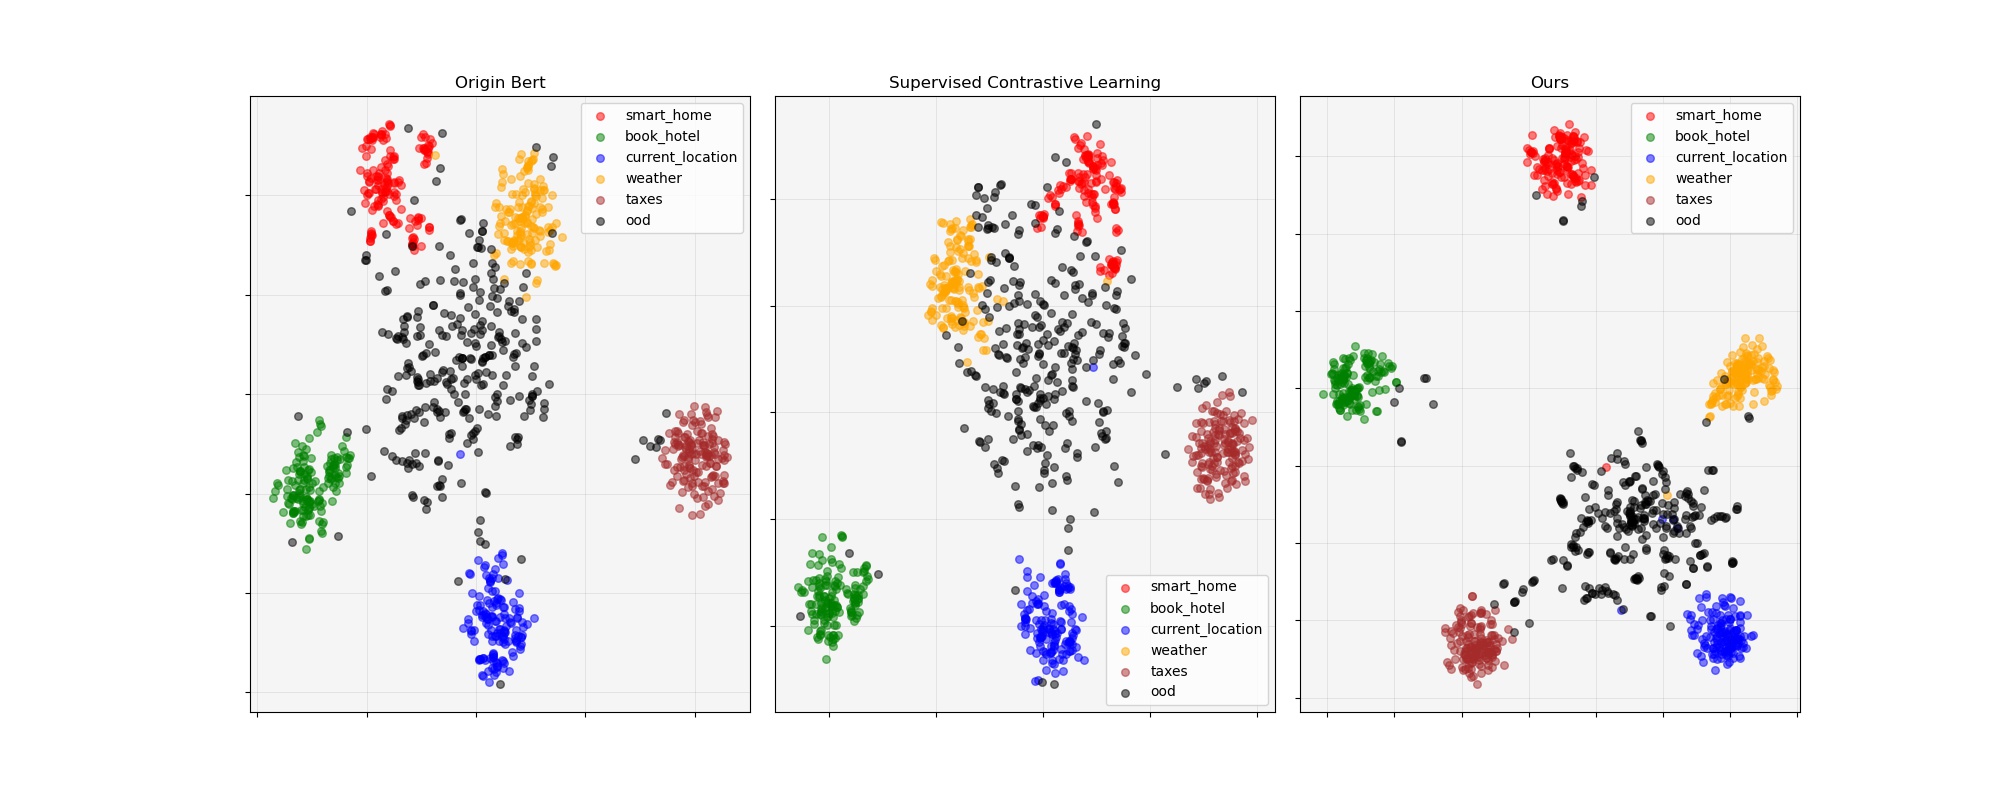 Origin Bert
smart_home
book_hotel
current_location
weather
taxes
ood
Supervised Contrastive Learning
smart_home
book_hotel
current_location
weather
taxes
ood
Ours
smart_home
book_hotel
current_location
weather
taxes
ood